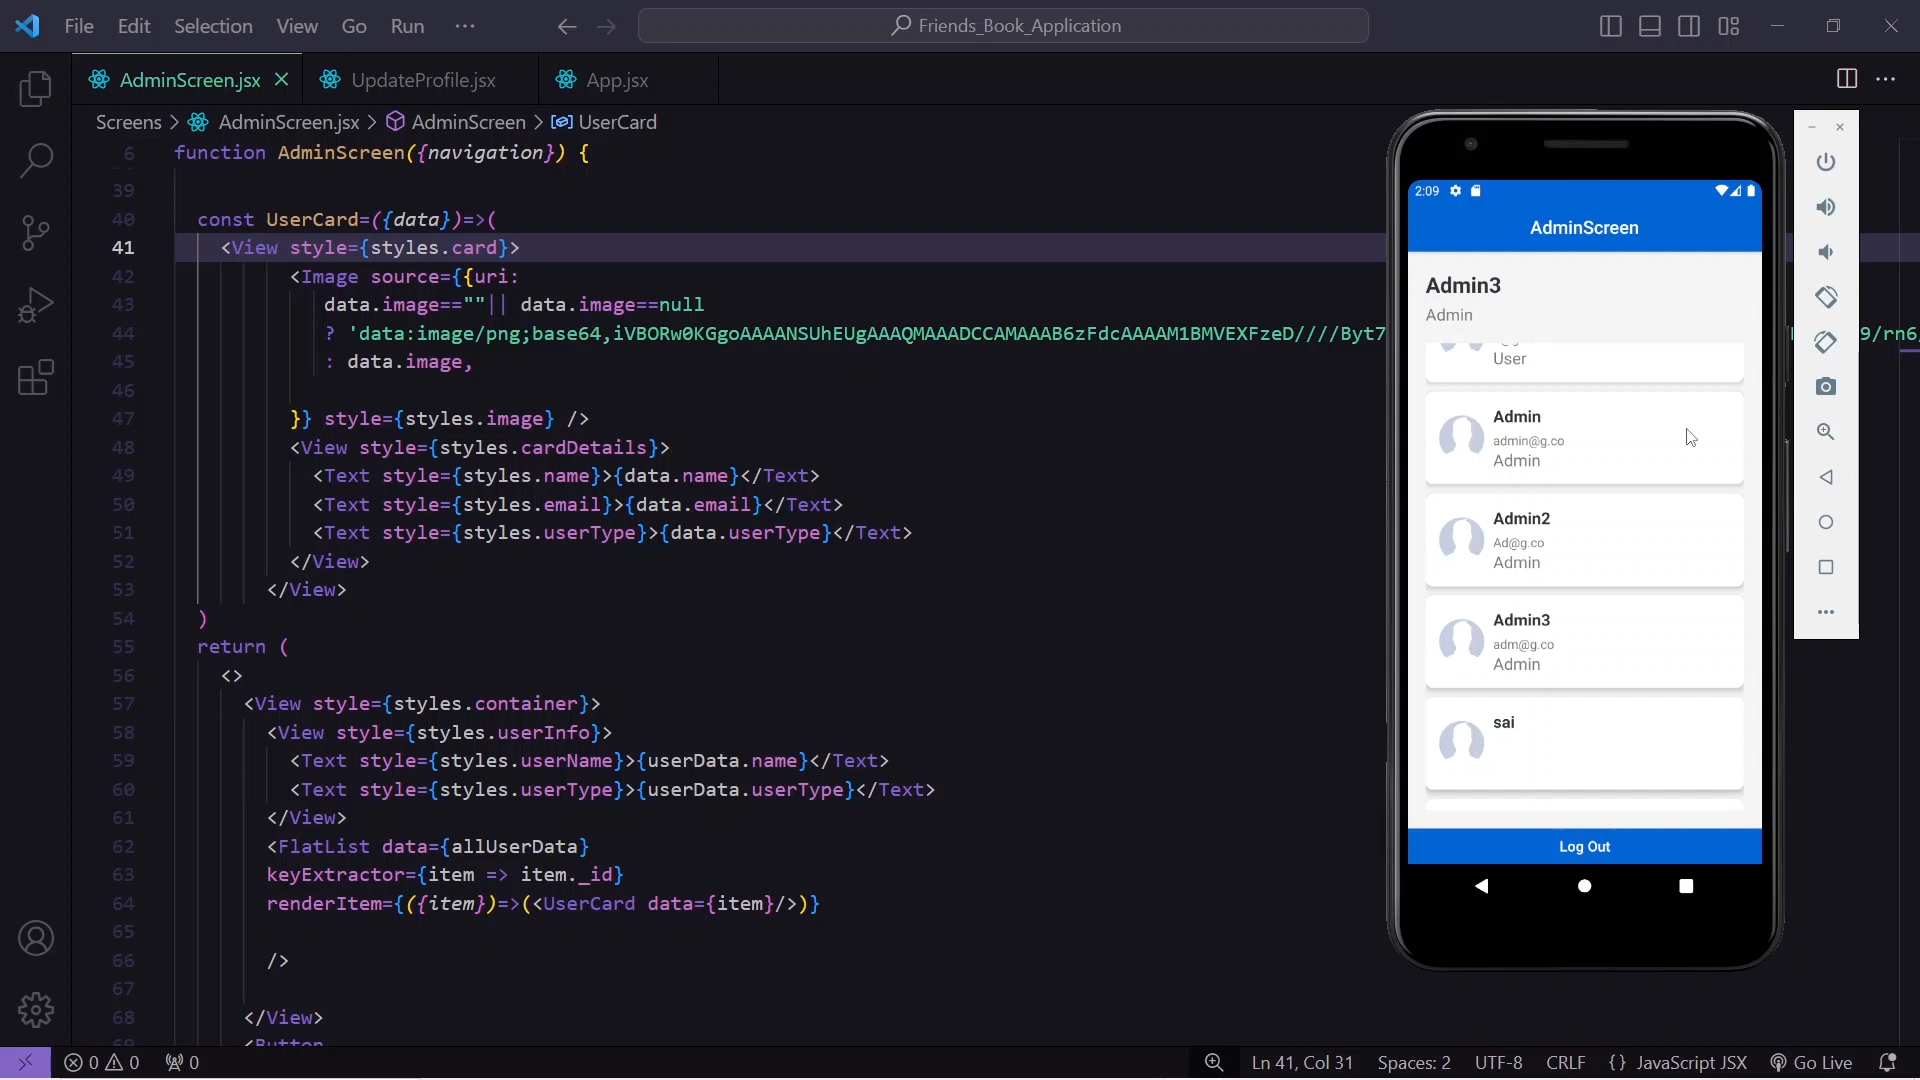 File Edit Selection View Go Run ···
Friends_Book_Application
AdminScreen.jsx
UpdateProfile.jsx
App.jsx
Screens > AdminScreen.jsx > AdminScreen > UserCard
6 function AdminScreen({navigation}) {
39
40 const UserCard=({data})=>(
41 <View style={styles.card}>
42 <Image source={{uri:
43 data.image==""|| data.image==null
44 ? 'data:image/png;base64,iVBORw0KGgoAAAANSUhEUgAAAQMAAADCCAMAAAB6zFdcAAAAM1BMVEXFzeD////Byt7
9/rn6
45 : data.image,
46
47 }} style={styles.image} />
48 <View style={styles.cardDetails}>
49 <Text style={styles.name}>{data.name}</Text>
50 <Text style={styles.email}>{data.email}</Text>
51 <Text style={styles.userType}>{data.userType}</Text>
52 </View>
53 </View>
54 )
55 return (
56 <>
57 <View style={styles.container}>
58 <View style={styles.userInfo}>
59 <Text style={styles.userName}>{userData.name}</Text>
60 <Text style={styles.userType}>{userData.userType}</Text>
61 </View>
62 <FlatList data={allUserData}
63 keyExtractor={item => item._id}
64 renderItem={({item})=>(<UserCard data={item}/>)}
65
66 />
67
68 </View>
69 <Button
2:09
AdminScreen
Admin3
Admin
User
Admin
admin@g.co
Admin
Admin2
Ad@g.co
Admin
Admin3
adm@g.co
Admin
sai
Log Out
0 0 0
Ln 41, Col 31 Spaces: 2 UTF-8 CRLF {} JavaScript JSX Go Live